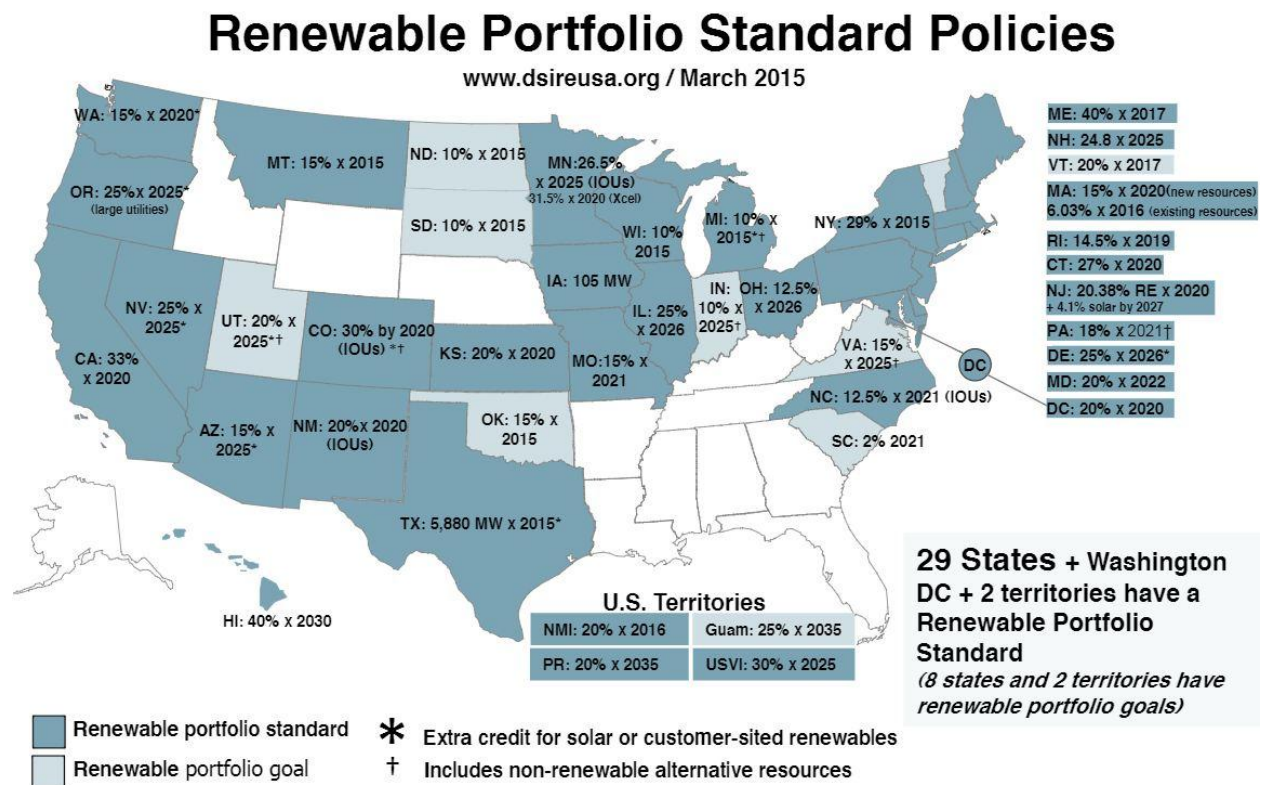 Renewable Portfolio Standard Policies
www.dsireusa.org / March 2015
WA: 15% x 2020*
OR: 25%x 2025*
(large utilities)
MT: 15% x 2015
ND: 10% x 2015
SD: 10% x 2015
MN:26.5%
x 2025 (IOUs)
31.5% x 2020 (Xcel)
WI: 10%
2015
MI: 10% x
2015*†
NY: 29% x 2015
IA: 105 MW
IL: 25%
x 2026
IN:
10% x
2025†
OH: 12.5%
x 2026
NV: 25% x
2025*
UT: 20% x
2025*†
CO: 30% by 2020
(IOUs) *†
KS: 20% x 2020
MO:15% x
2021
VA: 15%
x 2025†
DC
CA: 33%
x 2020
AZ: 15% x
2025*
NM: 20%x 2020
(IOUs)
OK: 15% x
2015
NC: 12.5% x 2021 (IOUs)
SC: 2% 2021
TX: 5,880 MW x 2015*
HI: 40% x 2030
ME: 40% x 2017
NH: 24.8 x 2025
VT: 20% x 2017
MA: 15% x 2020(new resources)
6.03% x 2016 (existing resources)
RI: 14.5% x 2019
CT: 27% x 2020
NJ: 20.38% RE x 2020
+ 4.1% solar by 2027
PA: 18% x 2021†
DE: 25% x 2026*
MD: 20% x 2022
DC: 20% x 2020
U.S. Territories
NMI: 20% x 2016
Guam: 25% x 2035
PR: 20% x 2035
USVI: 30% x 2025
29 States + Washington
DC + 2 territories have a
Renewable Portfolio
Standard
(8 states and 2 territories have
renewable portfolio goals)
Renewable portfolio standard
Renewable portfolio goal
* Extra credit for solar or customer-sited renewables
† Includes non-renewable alternative resources